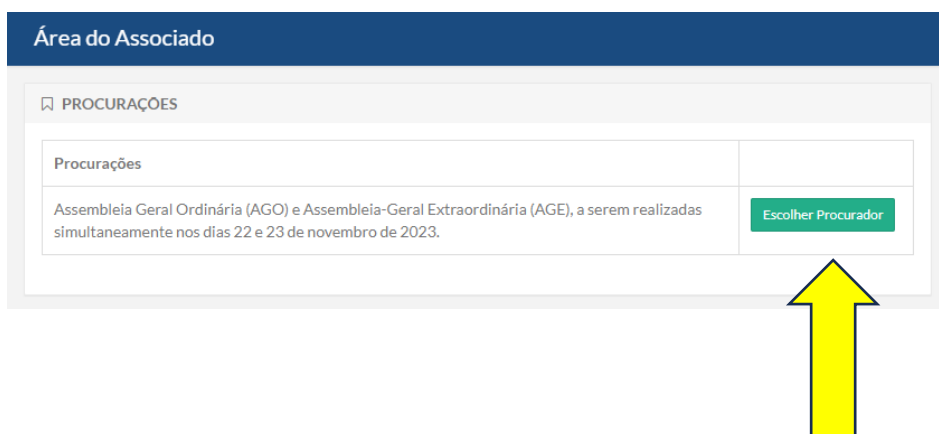 Área do Associado
PROCURAÇÕES
Procurações
Assembleia Geral Ordinária (AGO) e Assembleia-Geral Extraordinária (AGE), a serem realizadas
simultaneamente nos dias 22 e 23 de novembro de 2023.
Escolher Procurador